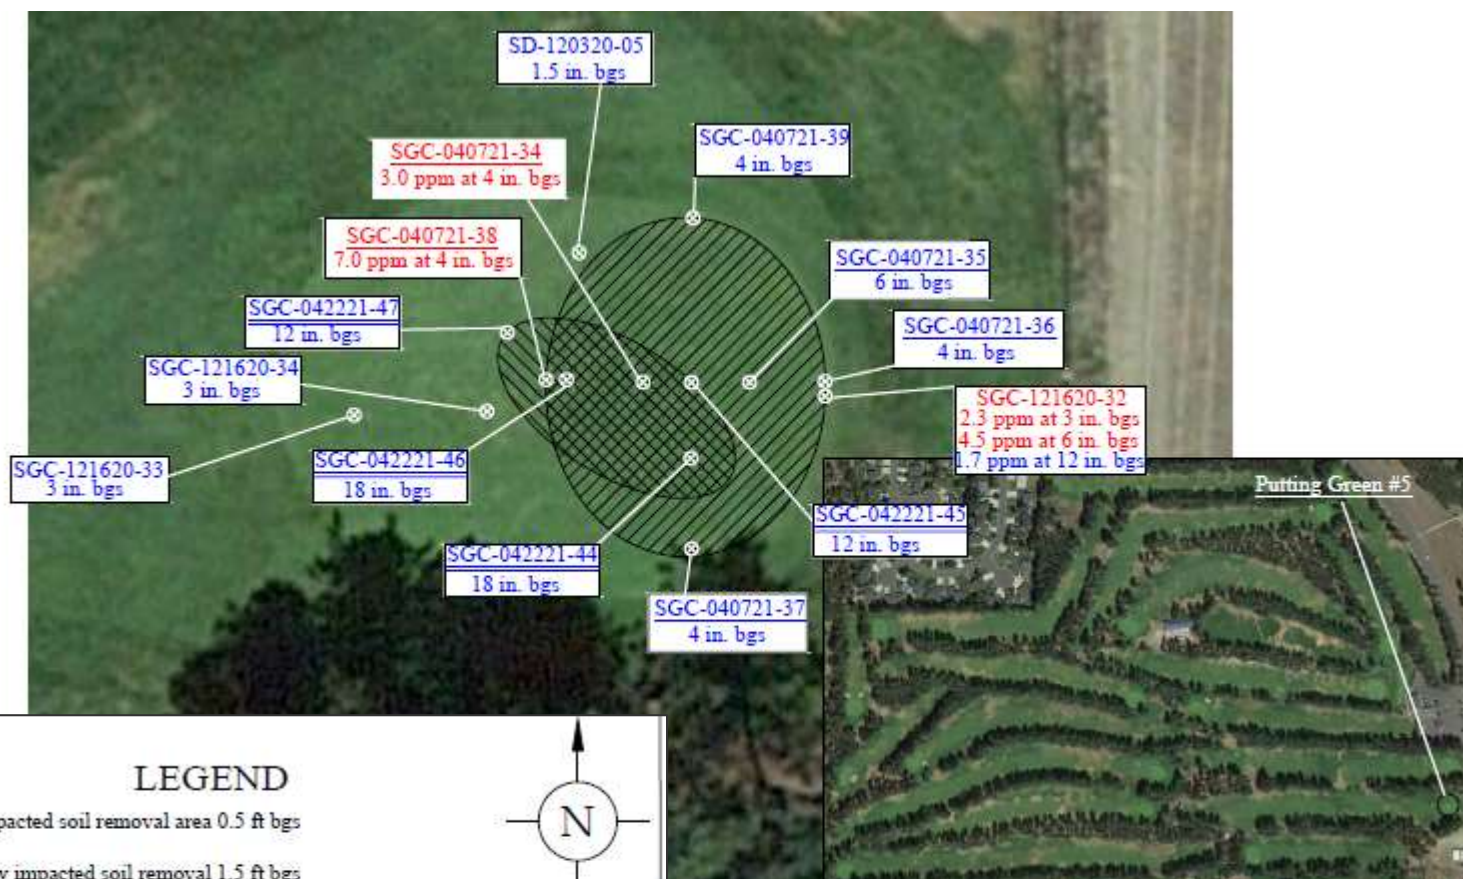 SD-120320-05
1.5 in. bgs
SGC-040721-39
4 in. bgs
SGC-040721-34
3.0 ppm at 4 in. bgs
SGC-040721-38
7.0 ppm at 4 in. bgs
SGC-040721-35
6 in. bgs
SGC-042221-47
12 in. bgs
SGC-040721-36
4 in. bgs
SGC-121620-34
3 in. bgs
SGC-121620-32
2.3 ppm at 3 in. bgs
4.5 ppm at 6 in. bgs
1.7 ppm at 12 in. bgs
SGC-121620-33
3 in. bgs
SGC-042221-46
18 in. bgs
Putting Green #5
SGC-042221-45
12 in. bgs
SGC-042221-44
18 in. bgs
SGC-040721-37
4 in. bgs
LEGEND
soil removal area 0.5 ft bgs
N
impacted soil removal 1.5 ft bgs